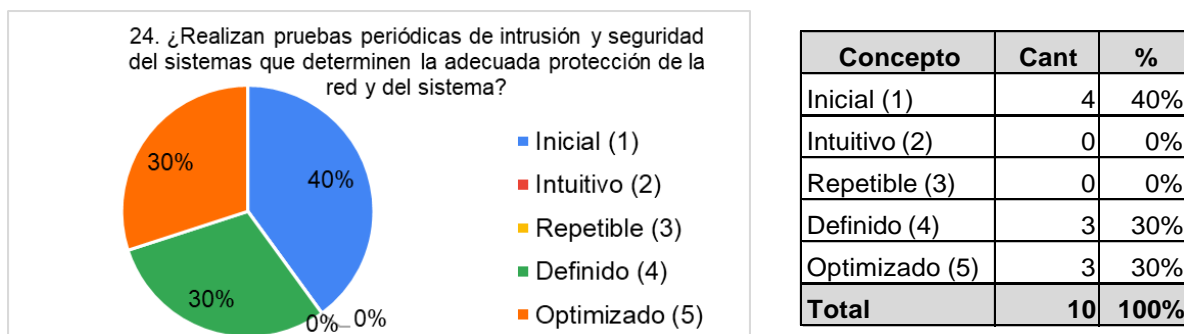 24. ¿Realizan pruebas periódicas de intrusión y seguridad
del sistemas que determinen la adecuada protección de la
red y del sistema?
30%
40%
30%
0%
0%
Inicial (1)
Intuitivo (2)
Repetible (3)
Definido (4)
Optimizado (5)
Concepto Cant %
Inicial (1) 4 40%
Intuitivo (2) 0 0%
Repetible (3) 0 0%
Definido (4) 3 30%
Optimizado (5) 3 30%
Total 10 100%